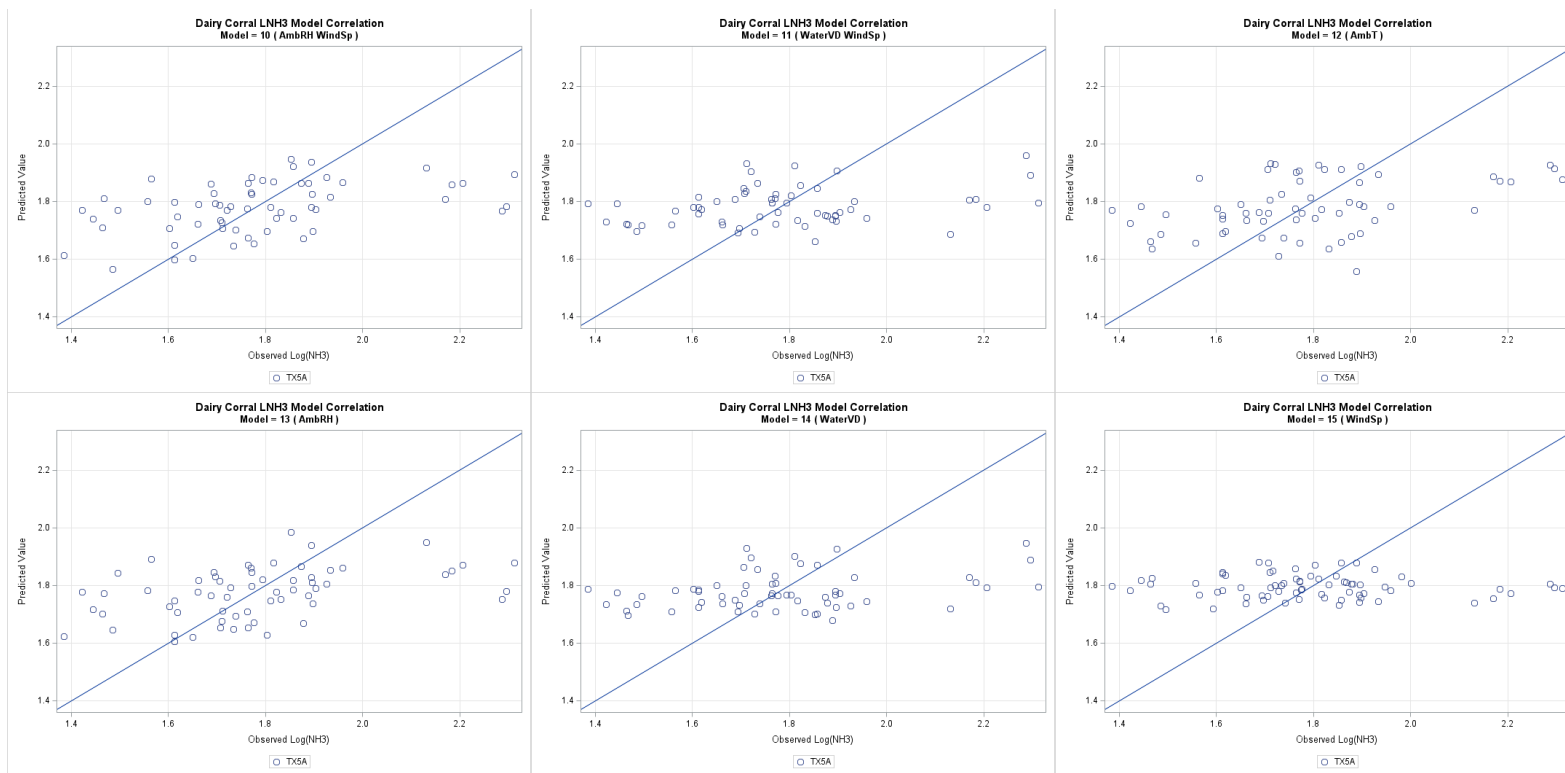 Dairy Corral LNH3 Model Correlation
Model = 10 ( AmbRH WindSp )
2.2
2.0
1.8
1.6
1.4
Predicted Value
1.4 1.6 1.8 2.0 2.2
Observed Log(NH3)
TX5A
Dairy Corral LNH3 Model Correlation
Model = 11 ( WaterVD WindSp )
2.2
2.0
1.8
1.6
1.4
Predicted Value
1.4 1.6 1.8 2.0 2.2
Observed Log(NH3)
TX5A
Dairy Corral LNH3 Model Correlation
Model = 12 ( AmbT )
2.2
2.0
1.8
1.6
1.4
Predicted Value
1.4 1.6 1.8 2.0 2.2
Observed Log(NH3)
TX5A
Dairy Corral LNH3 Model Correlation
Model = 13 ( AmbRH )
2.2
2.0
1.8
1.6
1.4
Predicted Value
1.4 1.6 1.8 2.0 2.2
Observed Log(NH3)
TX5A
Dairy Corral LNH3 Model Correlation
Model = 14 ( WaterVD )
2.2
2.0
1.8
1.6
1.4
Predicted Value
1.4 1.6 1.8 2.0 2.2
Observed Log(NH3)
TX5A
Dairy Corral LNH3 Model Correlation
Model = 15 ( WindSp )
2.2
2.0
1.8
1.6
1.4
Predicted Value
1.4 1.6 1.8 2.0 2.2
Observed Log(NH3)
TX5A